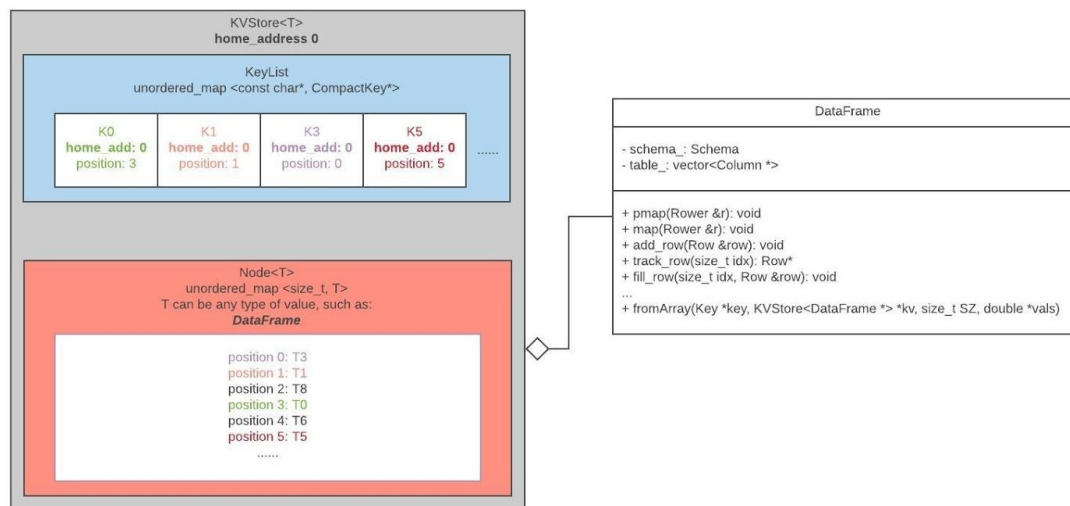 KVStore<T>
home_address 0
KeyList
unordered_map <const char*, CompactKey*>
K0
home_add: 0
position: 3
K1
home_add: 0
position: 1
K3
home_add: 0
position: 0
K5
home_add: 0
position: 5
......
Node<T>
unordered_map <size_t, T>
T can be any type of value, such as:
DataFrame
position 0: T3
position 1: T1
position 2: T8
position 3: T0
position 4: T6
position 5: T5
......
DataFrame
- schema_: Schema
- table_: vector<Column *>
+ pmap(Rower &r): void
+ map(Rower &r): void
+ add_row(Row &row): void
+ track_row(size_t idx): Row*
+ fill_row(size_t idx, Row &row): void
...
+ fromArray(Key *key, KVStore<DataFrame *> *kv, size_t SZ, double *vals)